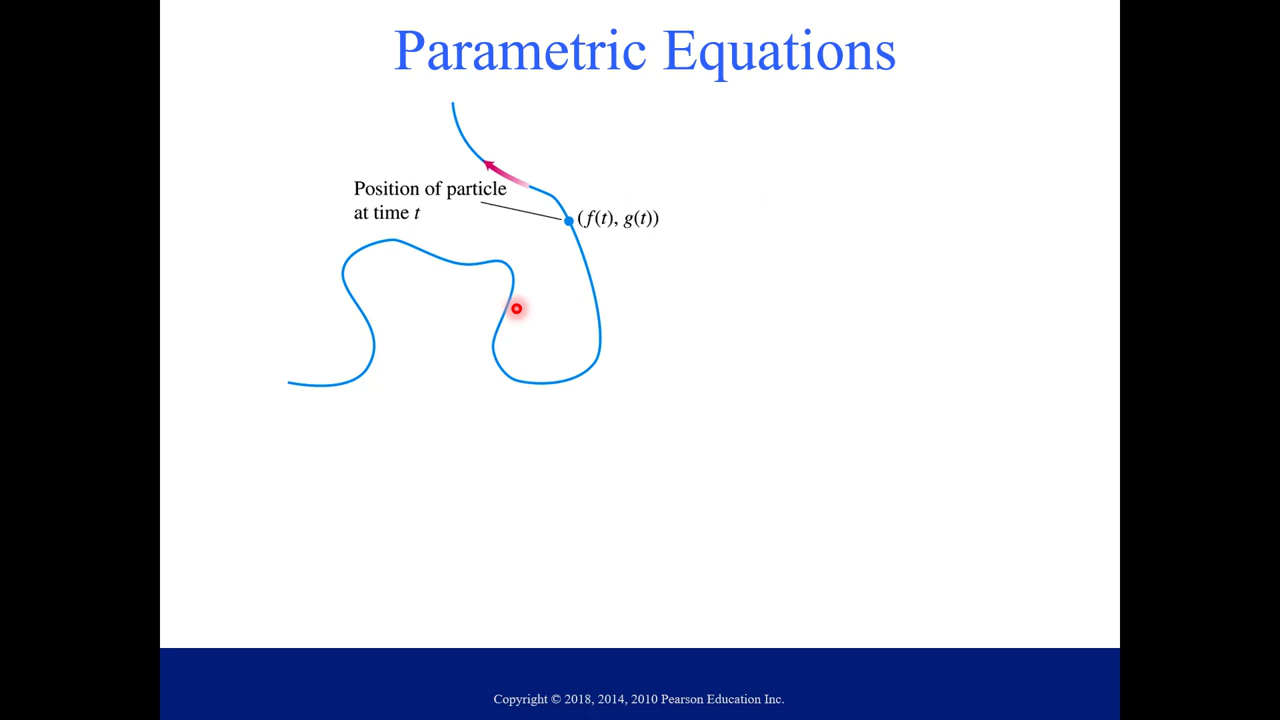 Parametric Equations
Position of particle
at time t
(f(t), g(t))
Copyright © 2018, 2014, 2010 Pearson Education Inc.